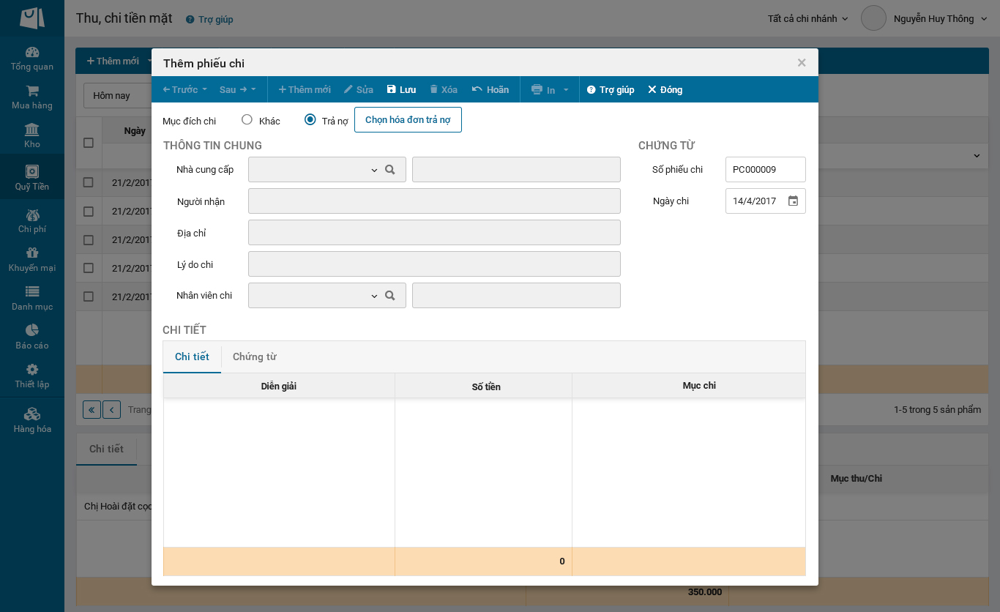 Thu, chi tiền mặt
Trợ giúp
Tất cả chi nhánh
Nguyễn Huy Thông
Tổng quan
Mua hàng
Kho
Quỹ Tiền
Chi phí
Khuyến mại
Danh mục
Báo cáo
Thiết lập
Hàng hóa
Thêm mới
Hôm nay
Ngày
21/2/2017
21/2/2017
21/2/2017
21/2/2017
21/2/2017
Trang
1-5 trong 5 sản phẩm
Chi tiết
Mục thu/Chi
Chị Hoài đặt cọc
350.000
Thêm phiếu chi
Trước Sau Thêm mới Sửa Lưu Xóa Hoãn In Trợ giúp Đóng
Mục đích chi Khác Trả nợ Chọn hóa đơn trả nợ
THÔNG TIN CHUNG
CHỨNG TỪ
Nhà cung cấp
Số phiếu chi PC000009
Người nhận
Ngày chi 14/4/2017
Địa chỉ
Lý do chi
Nhân viên chi
CHI TIẾT
Chi tiết Chứng từ
Diễn giải Số tiền Mục chi
0